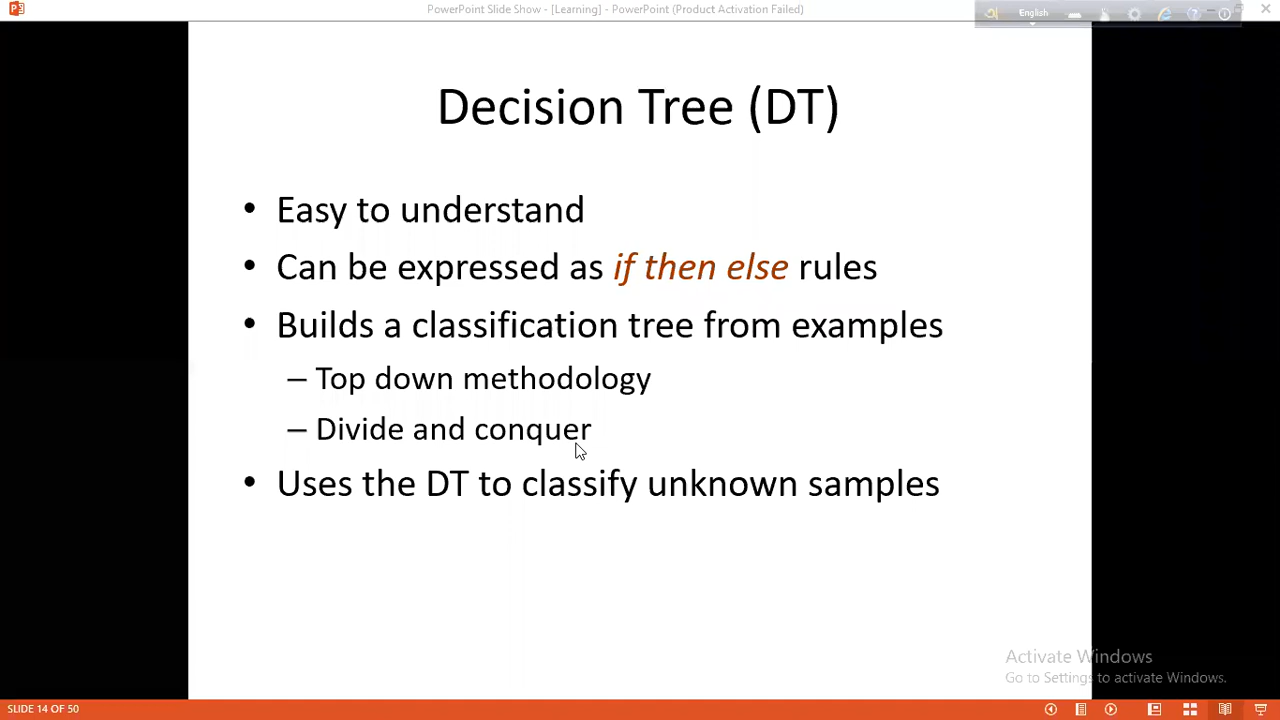 PowerPoint Slide Show - [Learning] - PowerPoint (Product Activation Failed)
English
Decision Tree (DT)
• Easy to understand
• Can be expressed as if then else rules
• Builds a classification tree from examples
– Top down methodology
– Divide and conquer
• Uses the DT to classify unknown samples
Activate Windows
Go to Settings to activate Windows.
SLIDE 14 OF 50